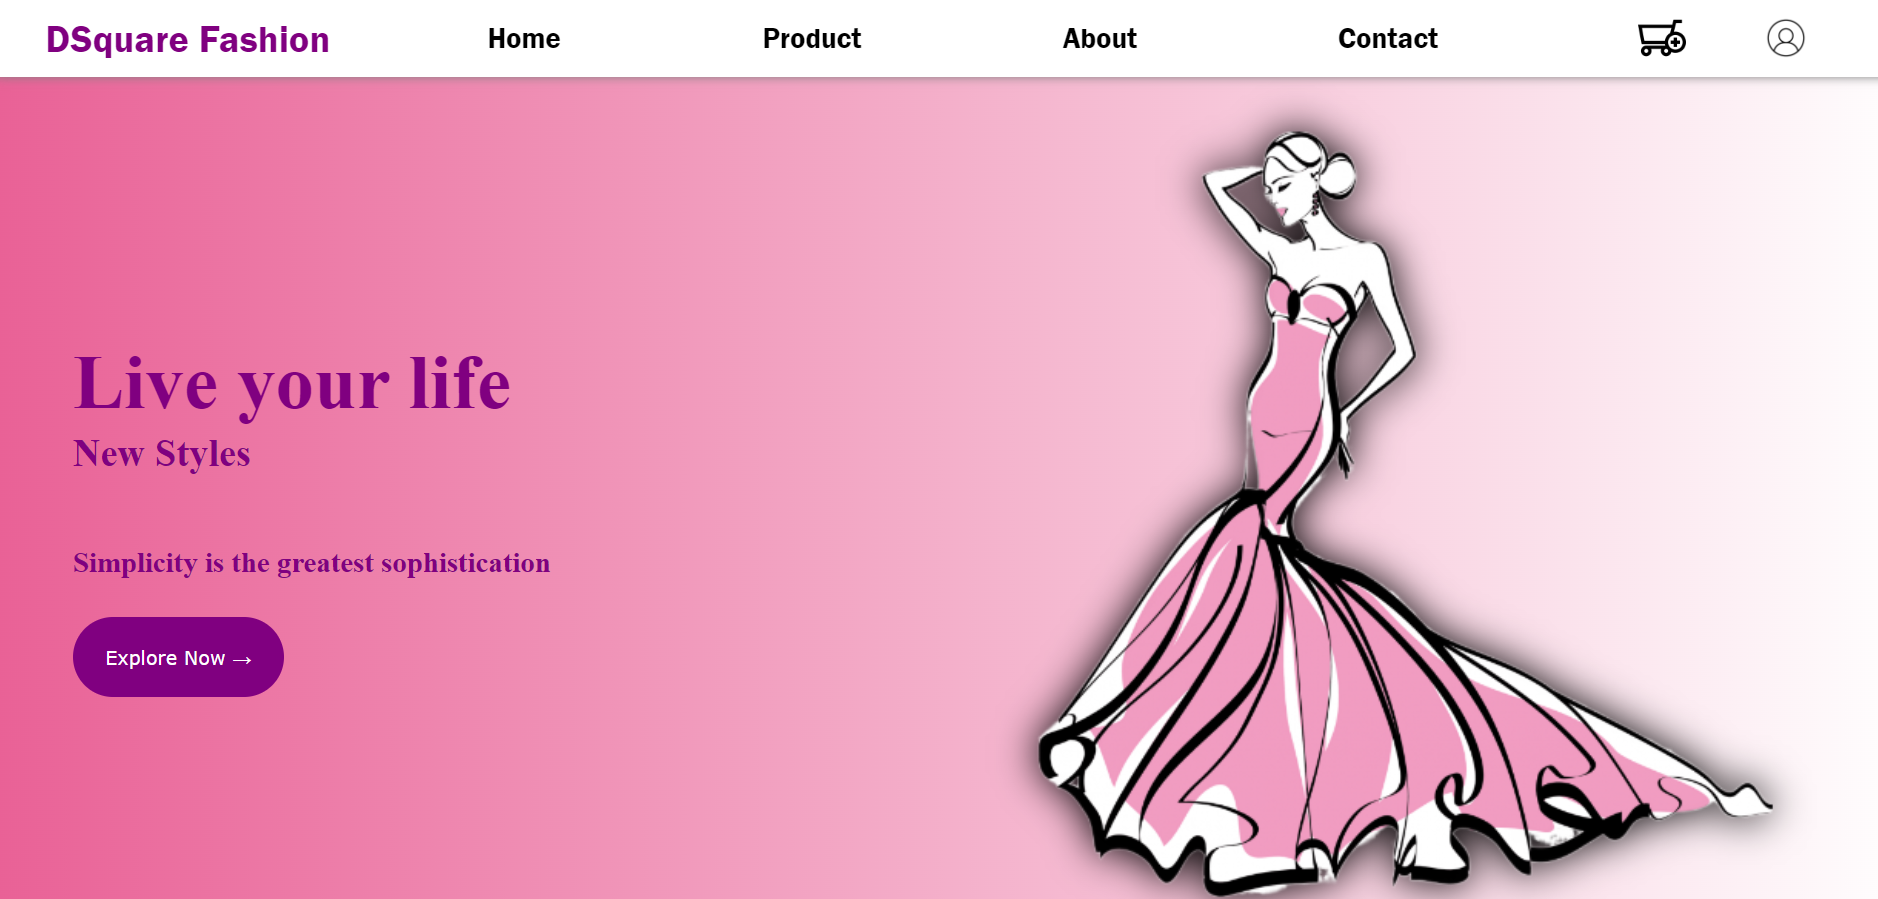 DSquare Fashion
Home
Product
About
Contact
Live your life
New Styles
Simplicity is the greatest sophistication
Explore Now →